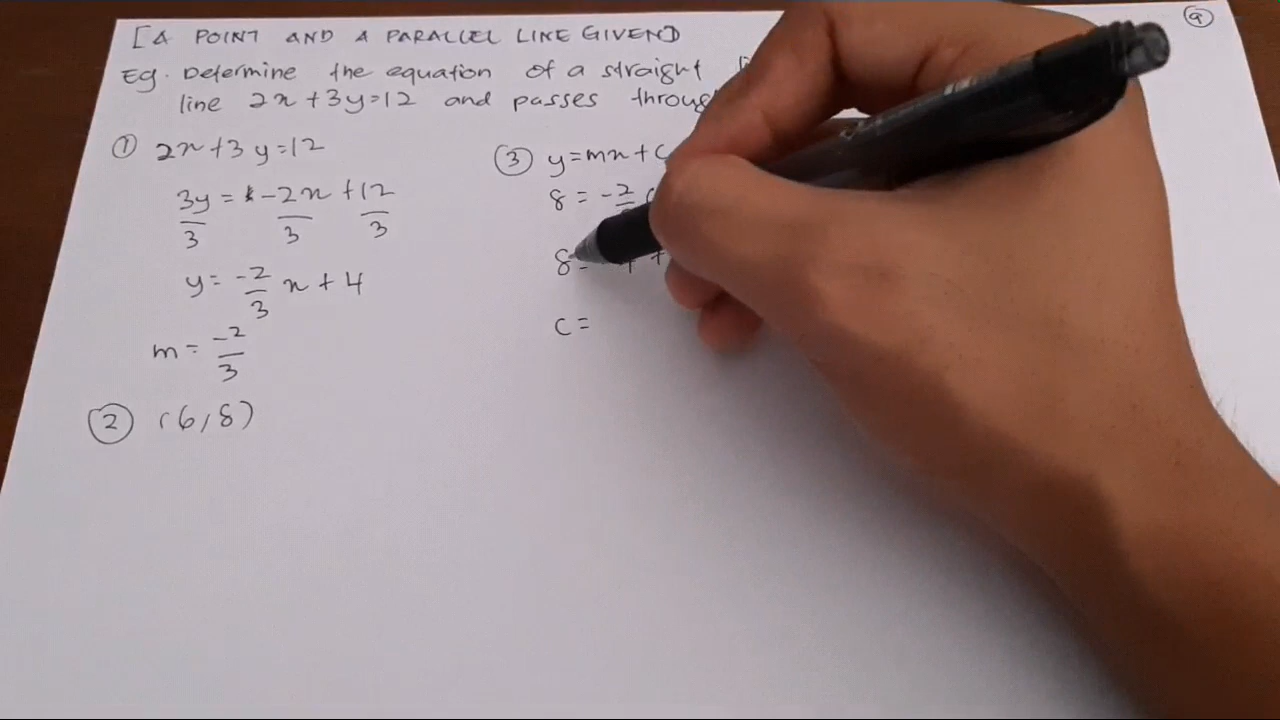 [A POINT AND A PARALLEL LINE GIVEN]
Eg. Determine the equation of a straight
line 2x+3y=12 and passes
① 2x+3y=12
3y = -2x +12
3 3 3
y= -2/3 x + 4
m = -2/3
② (6,8)
③ y=mx+c
8 = -2
8=
c =
9